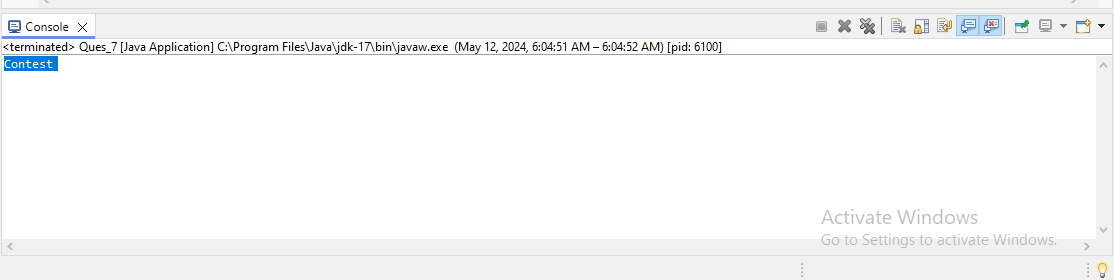 Console
<terminated> Ques_7 [Java Application] C:\Program Files\Java\jdk-17\bin\javaw.exe (May 12, 2024, 6:04:51 AM – 6:04:52 AM) [pid: 6100]
Contest
Activate Windows
Go to Settings to activate Windows.